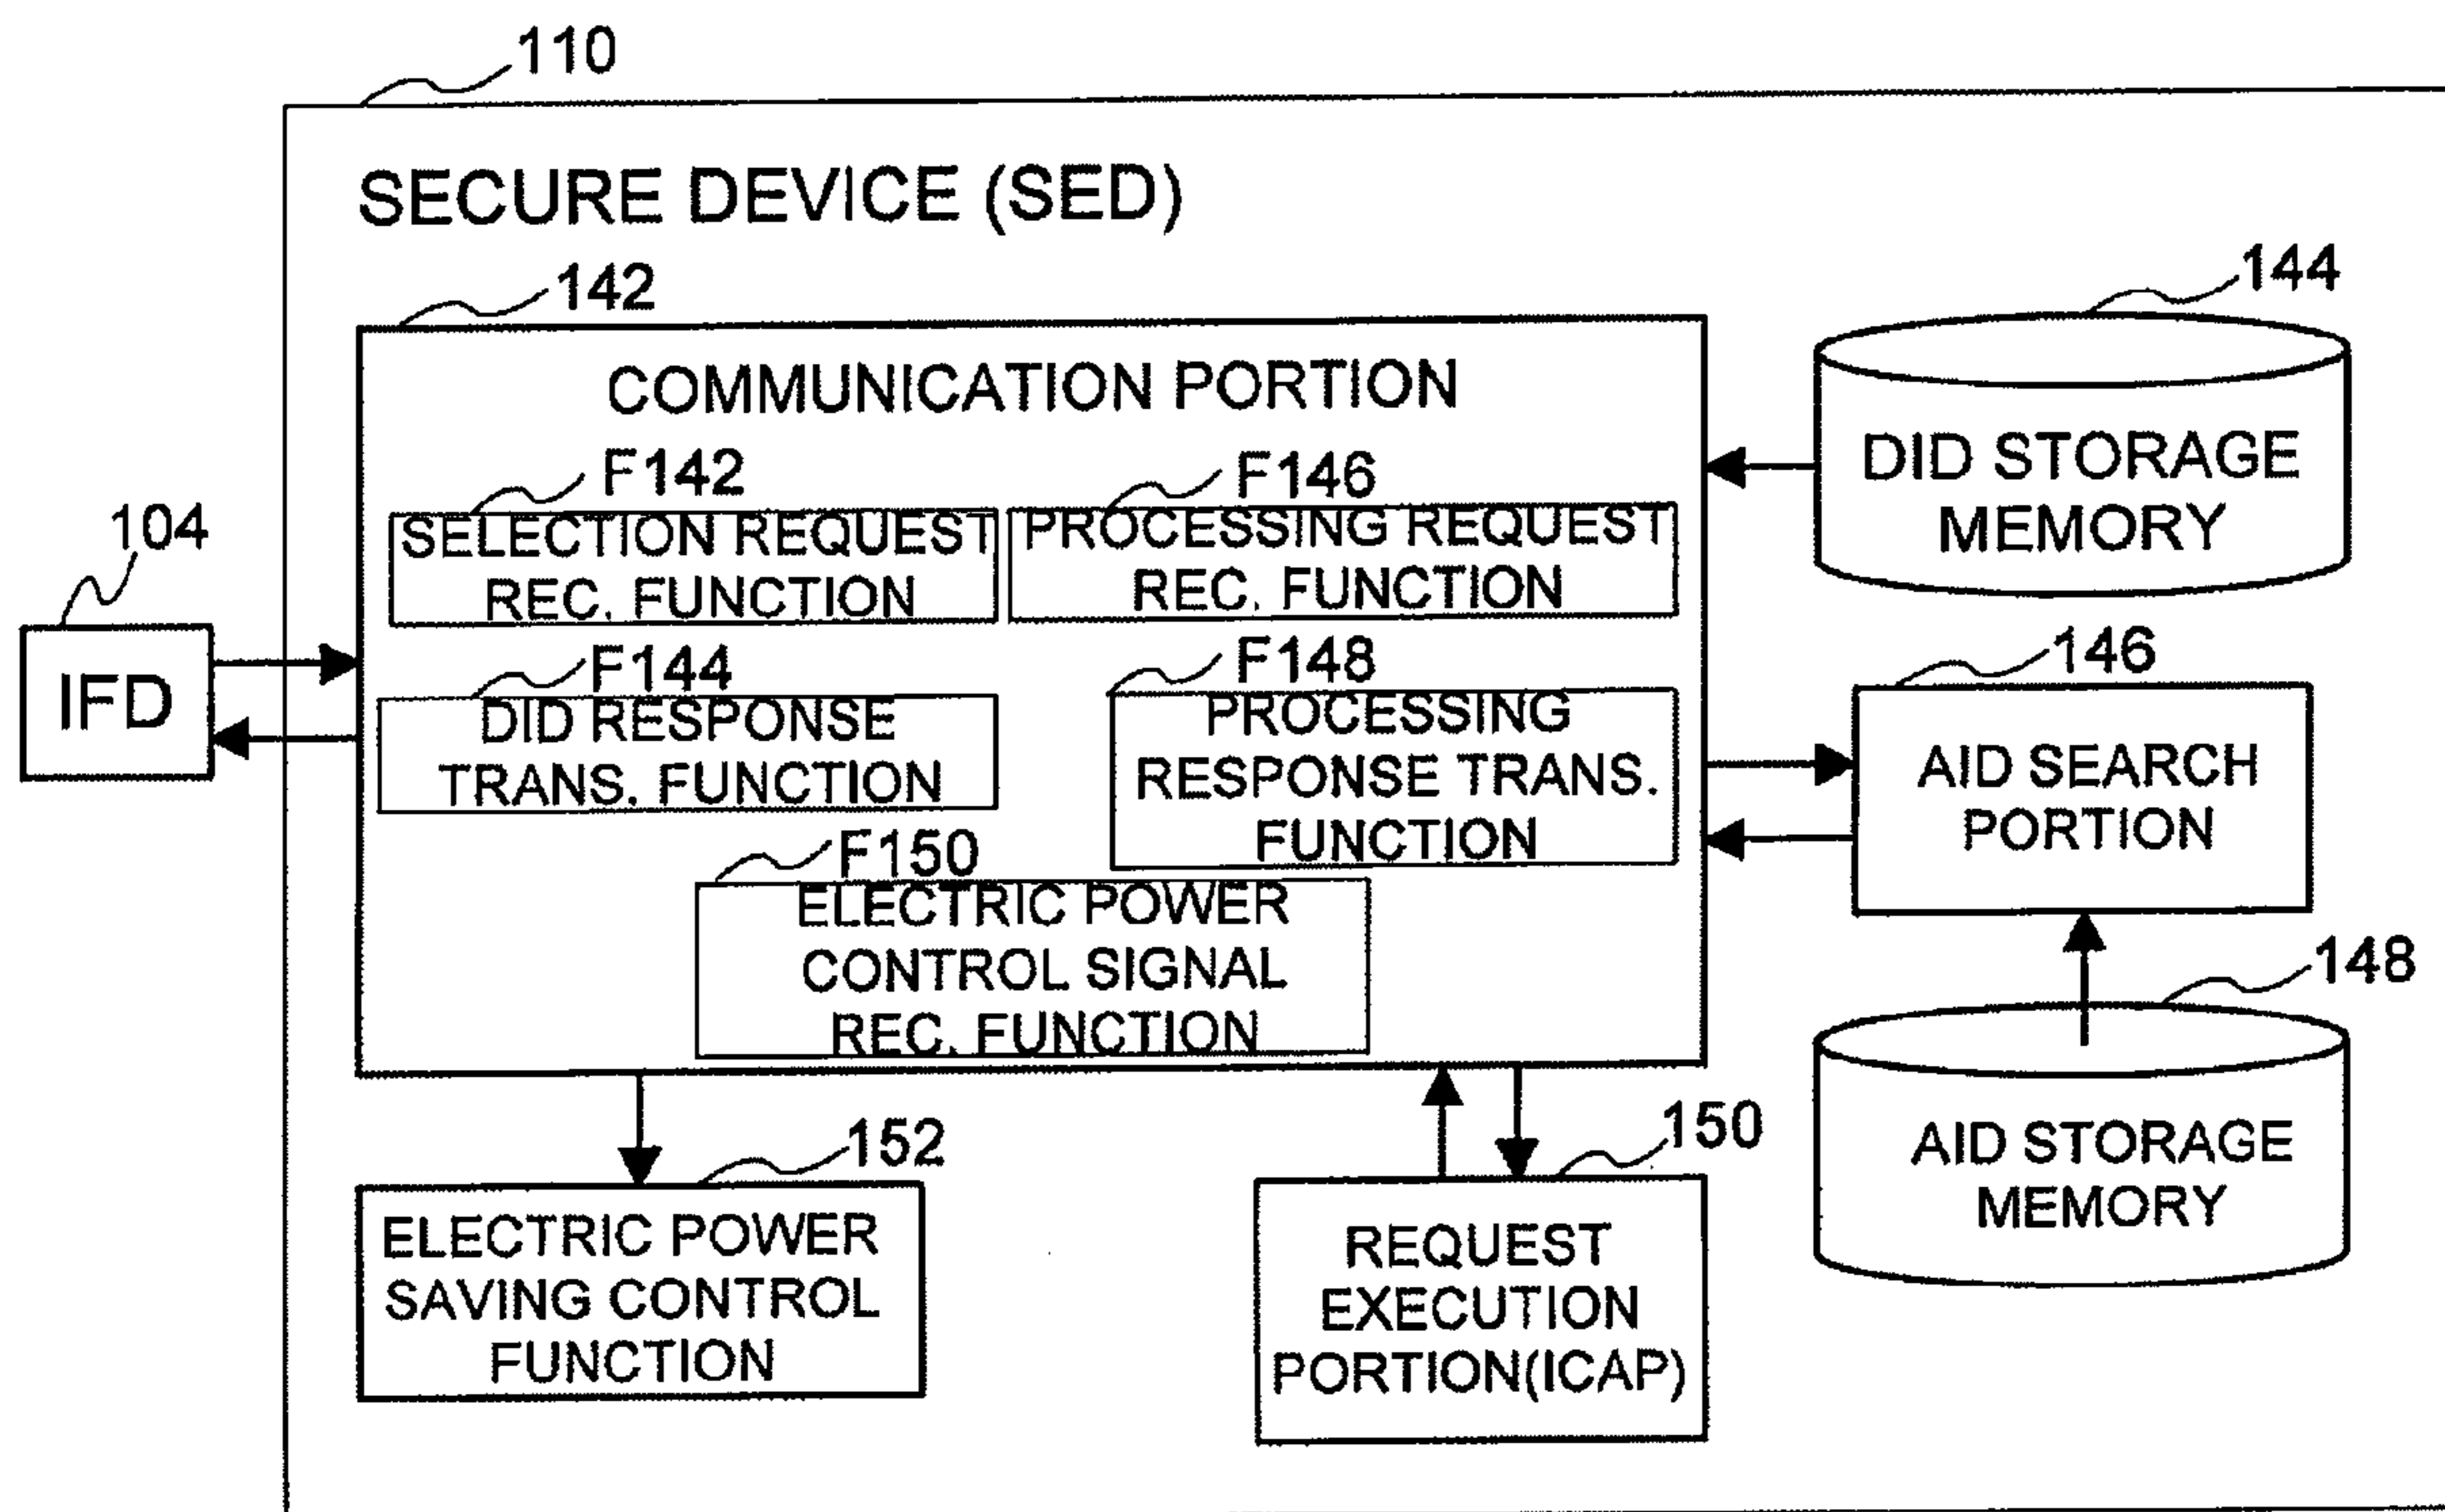 110
SECURE DEVICE (SED)
142
144
COMMUNICATION PORTION
DID STORAGE
MEMORY
F142
F146
SELECTION REQUEST
REC. FUNCTION
PROCESSING REQUEST
REC. FUNCTION
104
IFD
F144
F148
DID RESPONSE
TRANS. FUNCTION
PROCESSING
RESPONSE TRANS.
FUNCTION
146
AID SEARCH
PORTION
F150
ELECTRIC POWER
CONTROL SIGNAL
REC. FUNCTION
148
AID STORAGE
MEMORY
152
ELECTRIC POWER
SAVING CONTROL
FUNCTION
150
REQUEST
EXECUTION
PORTION(ICAP)